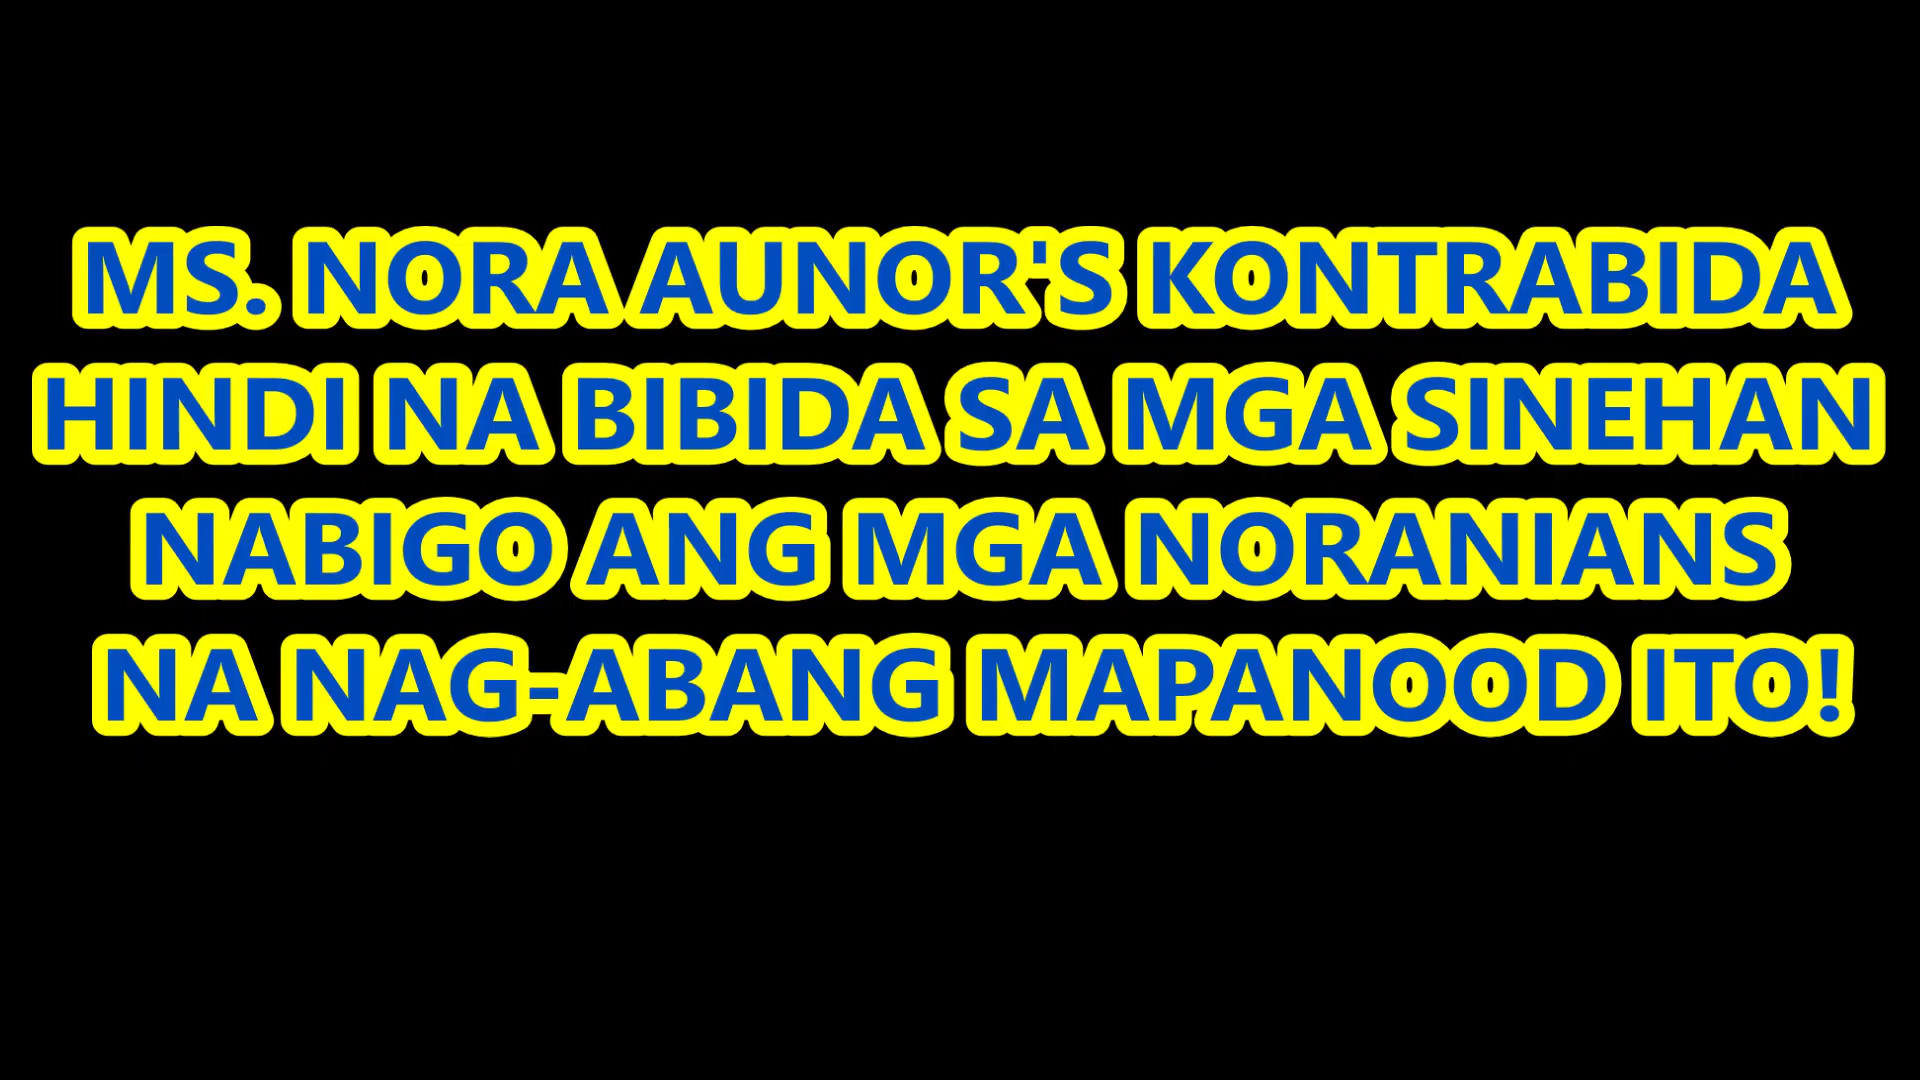 MS. NORA AUNOR'S KONTRABIDA
HINDI NA BIBIDA SA MGA SINEHAN
NABIGO ANG MGA NORANIANS
NA NAG-ABANG MAPANOOD ITO!